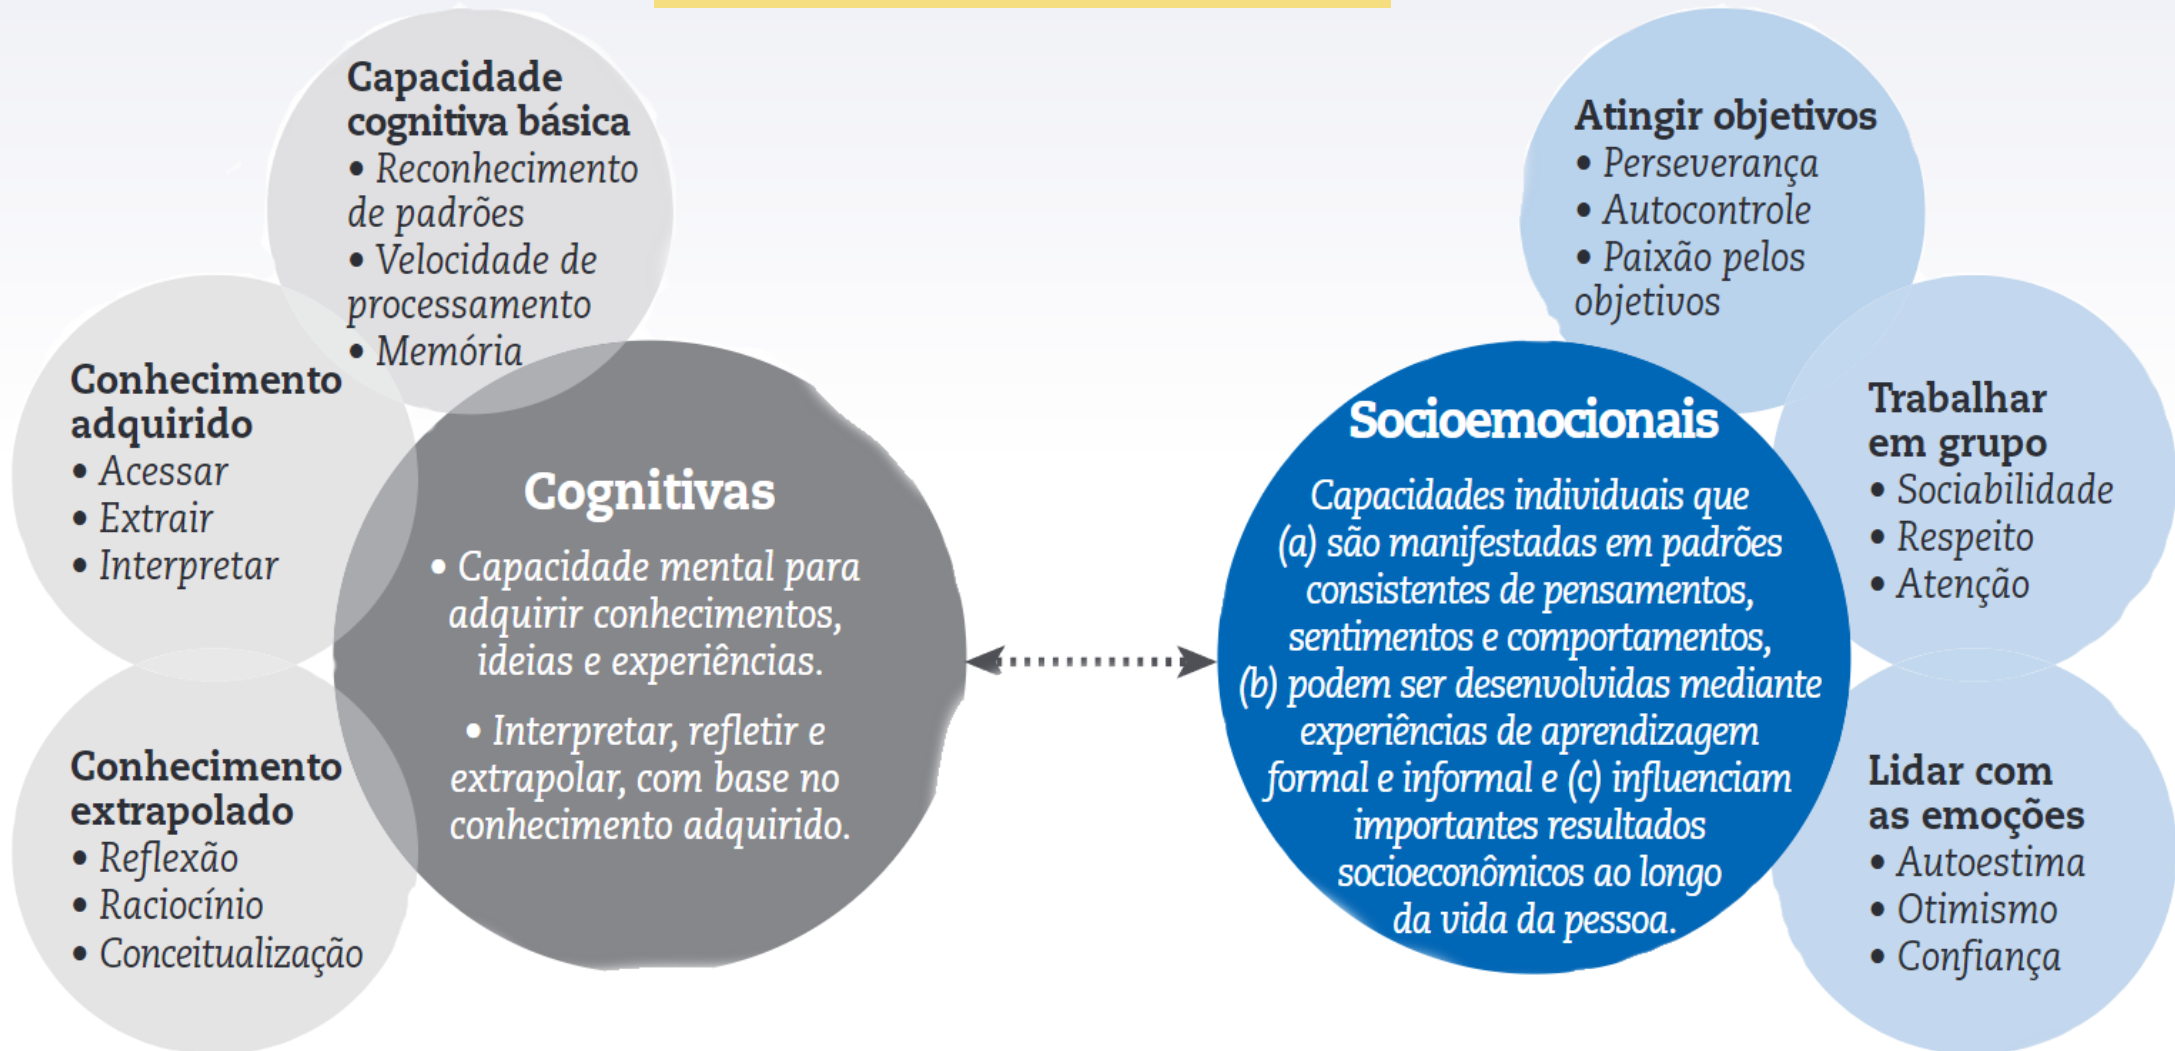 Capacidade
cognitiva básica
• Reconhecimento
de padrões
• Velocidade de
processamento
• Memória
Conhecimento
adquirido
• Acessar
• Extrair
• Interpretar
Conhecimento
extrapolado
• Reflexão
• Raciocínio
• Conceitualização
Cognitivas
• Capacidade mental para
adquirir conhecimentos,
ideias e experiências.
• Interpretar, refletir e
extrapolar, com base no
conhecimento adquirido.
Socioemocionais
Capacidades individuais que
(a) são manifestadas em padrões
consistentes de pensamentos,
sentimentos e comportamentos,
(b) podem ser desenvolvidas mediante
experiências de aprendizagem
formal e informal e (c) influenciam
importantes resultados
socioeconômicos ao longo
da vida da pessoa.
Atingir objetivos
• Perseverança
• Autocontrole
• Paixão pelos
objetivos
Trabalhar
em grupo
• Sociabilidade
• Respeito
• Atenção
Lidar com
as emoções
• Autoestima
• Otimismo
• Confiança